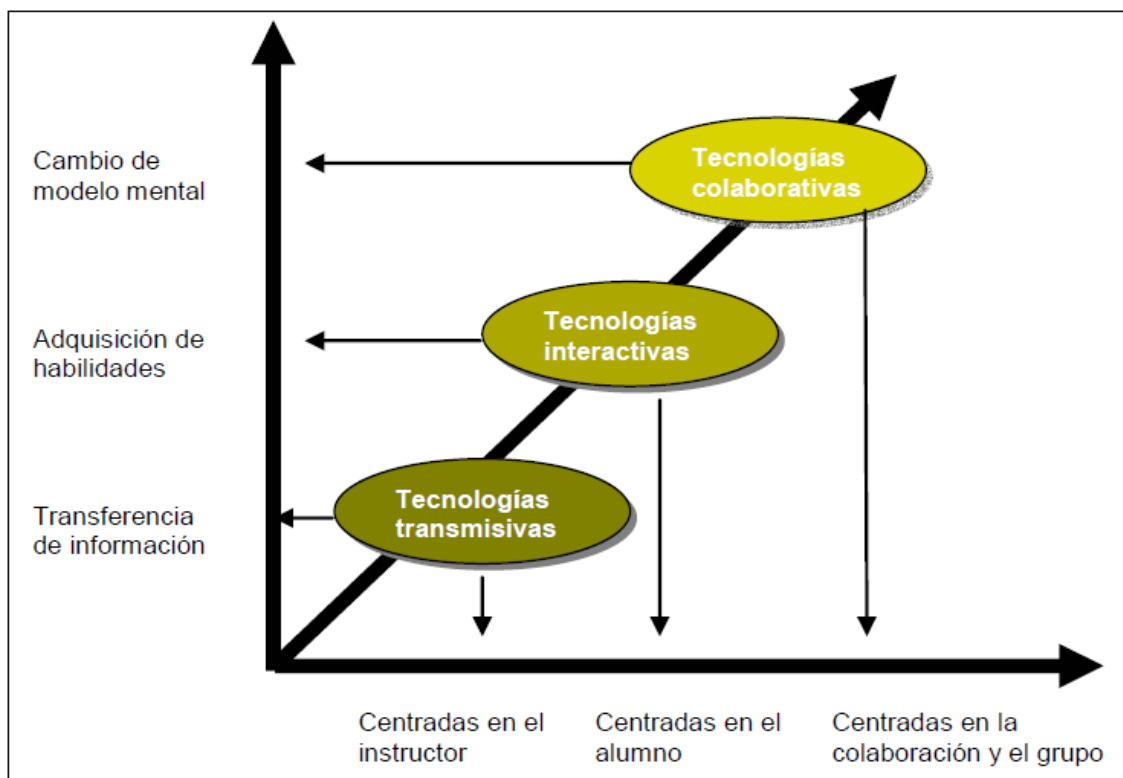 Cambio de
modelo mental
Tecnologías
colaborativas
Adquisición de
habilidades
Tecnologías
interactivas
Transferencia
de información
Tecnologías
transmisivas
Centradas en el
instructor
Centradas en el
alumno
Centradas en la
colaboración y el grupo